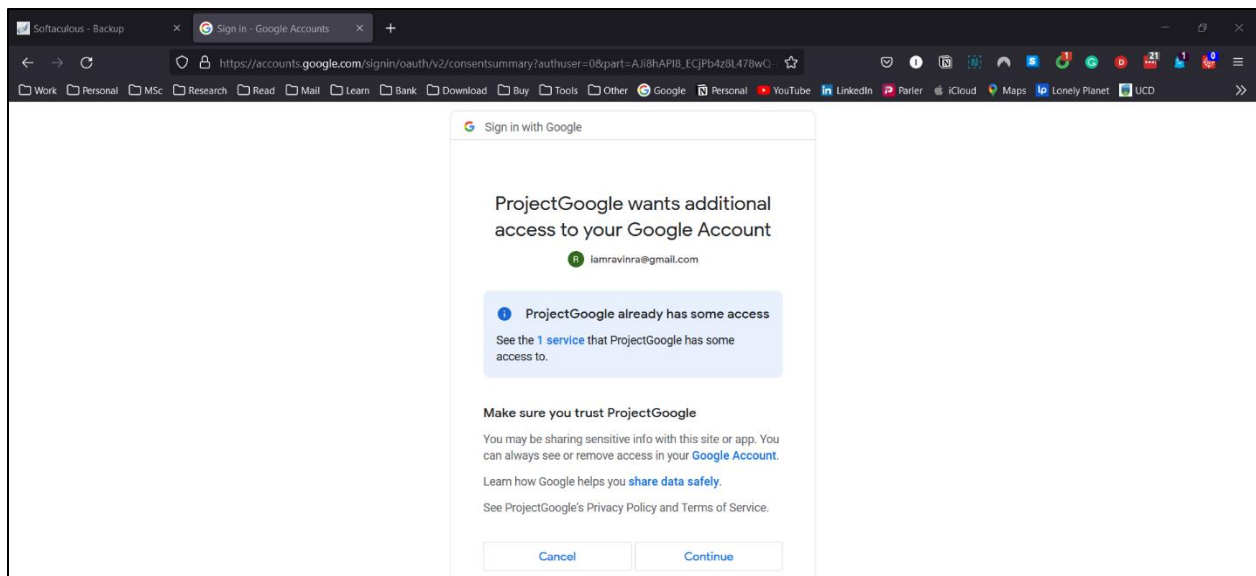 Softaculous - Backup
Sign in - Google Accounts
https://accounts.google.com/signin/oauth/v2/consentsummary?authuser=0&part=AJi8hAPI8_ECjPb4z8L478wO
Work Personal MSc Research Read Mail Learn Bank Download Buy Tools Other Google Personal YouTube LinkedIn Parler iCloud Maps Lonely Planet UCD
Sign in with Google
ProjectGoogle wants additional
access to your Google Account
R iamravinra@gmail.com
ProjectGoogle already has some access
See the 1 service that ProjectGoogle has some
access to.
Make sure you trust ProjectGoogle
You may be sharing sensitive info with this site or app. You
can always see or remove access in your Google Account.
Learn how Google helps you share data safely.
See ProjectGoogle's Privacy Policy and Terms of Service.
Cancel Continue